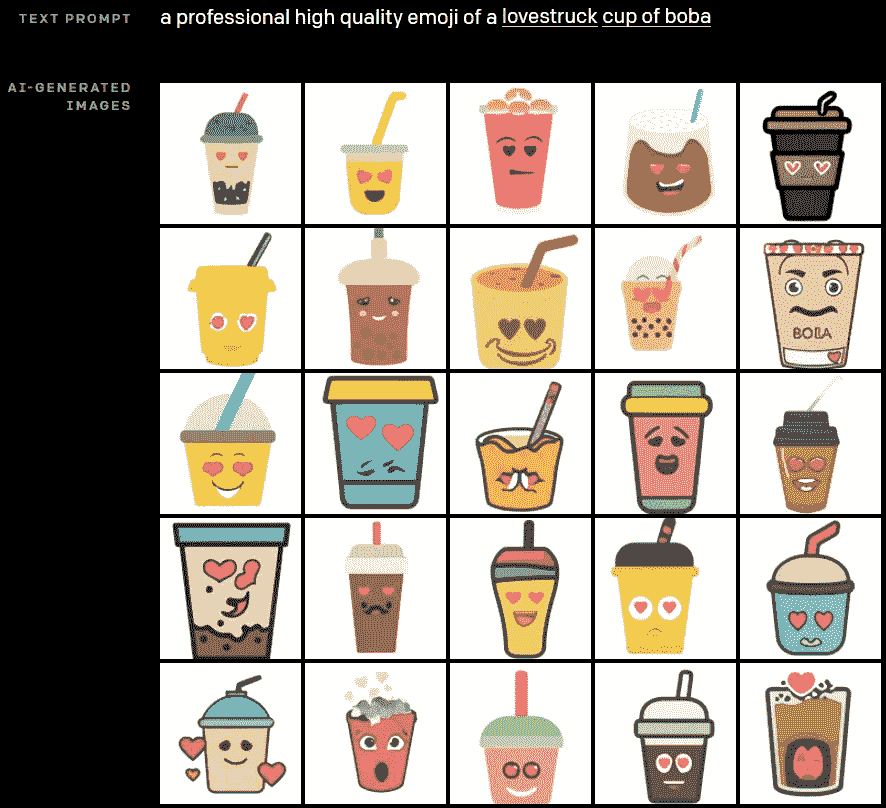 TEXT PROMPT
a professional high quality emoji of a lovestruck cup of boba
AI-GENERATED
IMAGES
BOBA